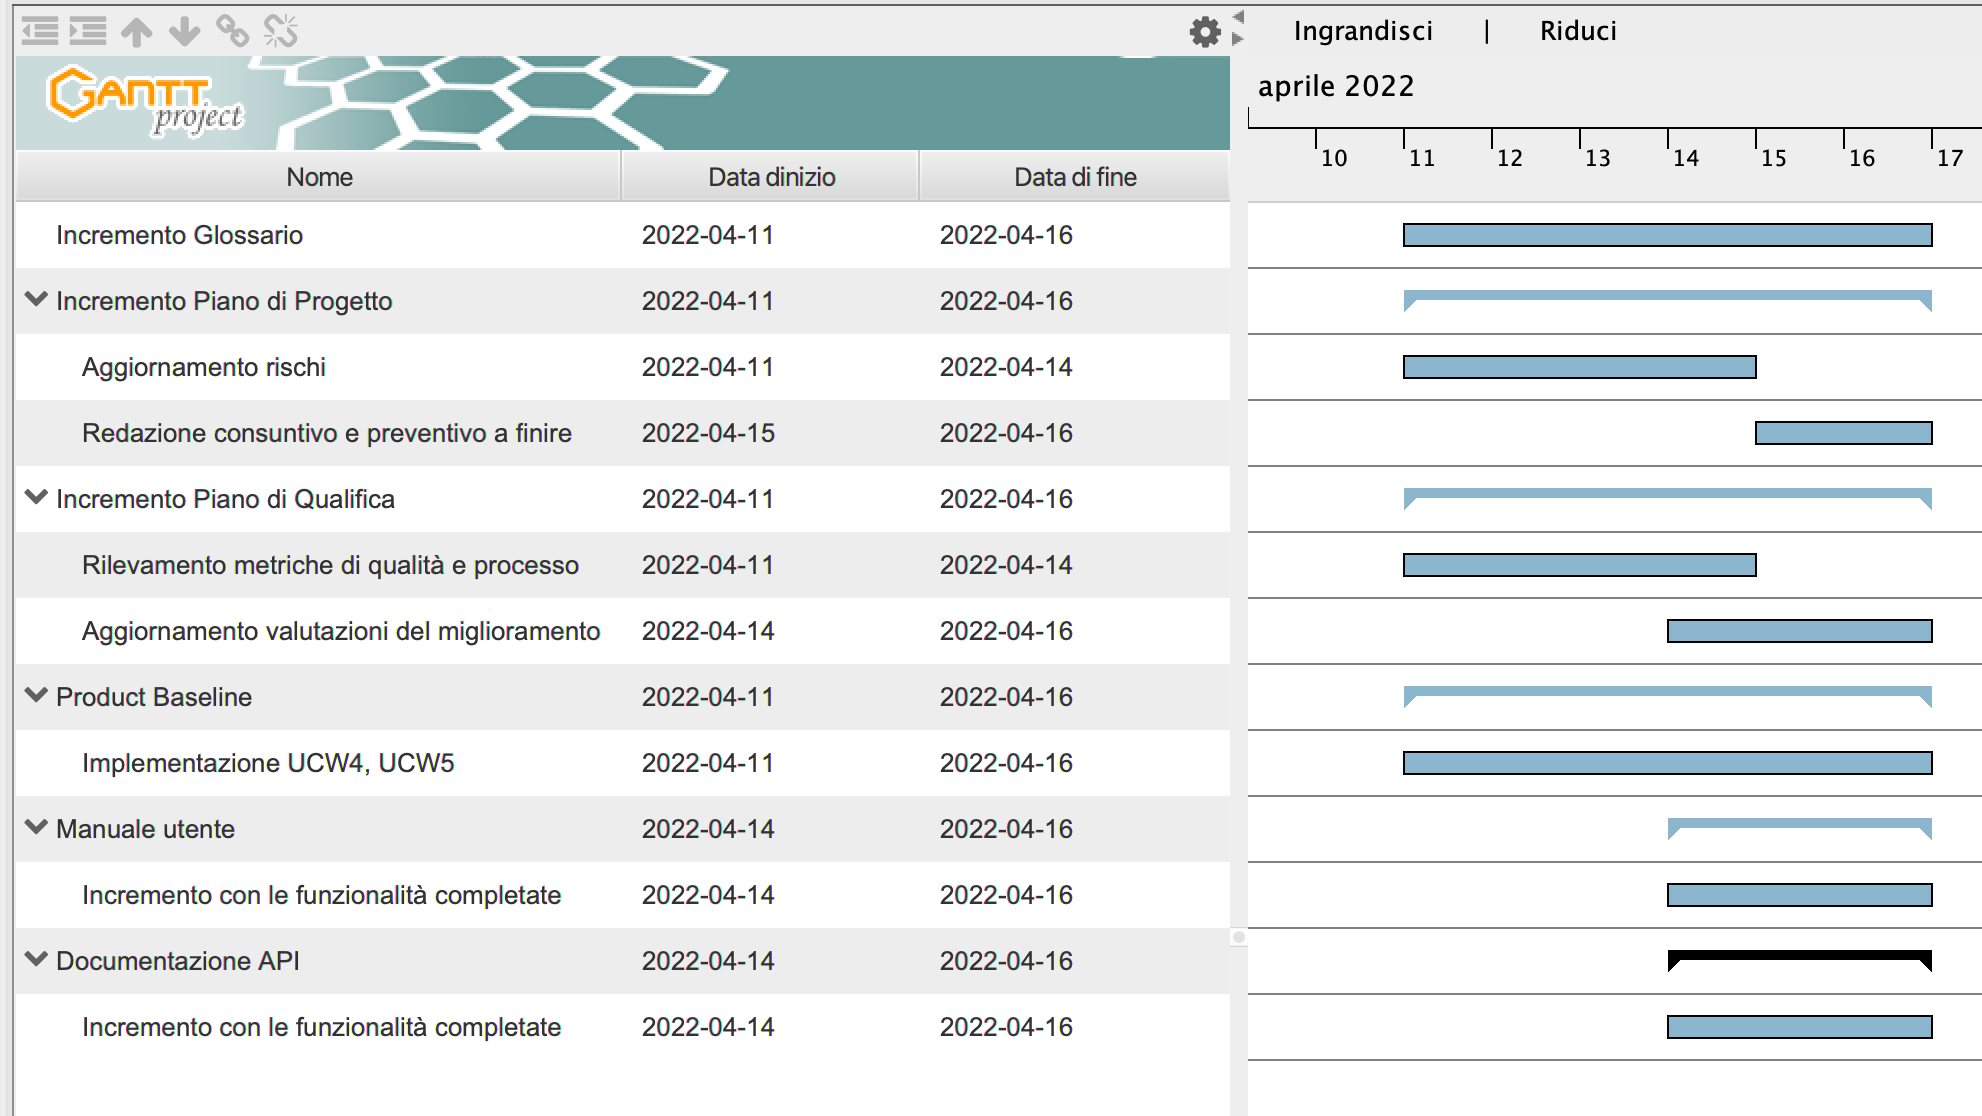 Ingrandisci | Riduci
GANTT
project
aprile 2022
10 11 12 13 14 15 16 17
Nome Data dinizio Data di fine
Incremento Glossario 2022-04-11 2022-04-16
Incremento Piano di Progetto 2022-04-11 2022-04-16
Aggiornamento rischi 2022-04-11 2022-04-14
Redazione consuntivo e preventivo a finire 2022-04-15 2022-04-16
Incremento Piano di Qualifica 2022-04-11 2022-04-16
Rilevamento metriche di qualità e processo 2022-04-11 2022-04-14
Aggiornamento valutazioni del miglioramento 2022-04-14 2022-04-16
Product Baseline 2022-04-11 2022-04-16
Implementazione UCW4, UCW5 2022-04-11 2022-04-16
Manuale utente 2022-04-14 2022-04-16
Incremento con le funzionalità completate 2022-04-14 2022-04-16
Documentazione API 2022-04-14 2022-04-16
Incremento con le funzionalità completate 2022-04-14 2022-04-16